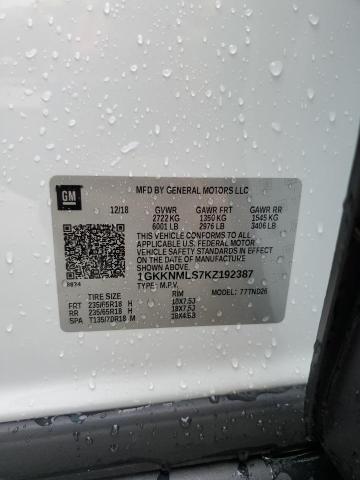 GM
MFD BY GENERAL MOTORS LLC
12/18 GVWR GAWR FRT GAWR RR
2722 KG 1350 KG 1545 KG
6001 LB 2976 LB 3406 LB
THIS VEHICLE CONFORMS TO ALL
APPLICABLE U.S. FEDERAL MOTOR
VEHICLE SAFETY STANDARDS IN EFFECT
ON THE DATE OF MANUFACTURE
SHOWN ABOVE.
1GKKNMLS7KZ192387
TYPE: M.P.V. MODEL: 77TND26
TIRE SIZE RIM
FRT 235/65R18 H 18X7.5J
RR 235/65R18 H 18X7.5J
SPA T135/70R18 M 18X4.5B